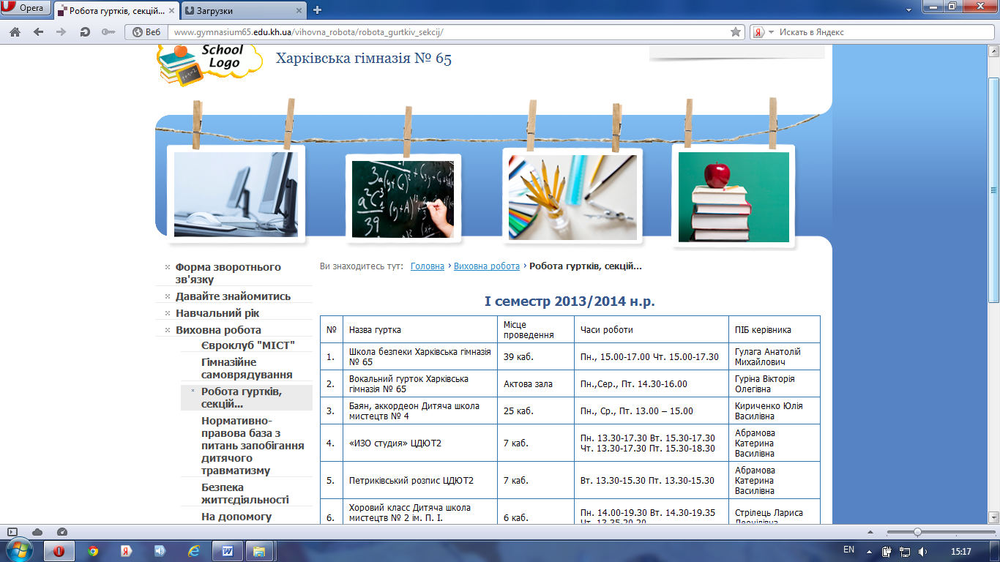 Opera
Робота гуртків, секцій...
Загрузки
Веб
www.gymnasium65.edu.kh.ua/vihovna_robota/robota_gurtkiv_sekcij/
Искать в Яндекс
School
Logo
Харківська гімназія № 65
Форма зворотнього
зв'язку
Давайте знайомитись
Навчальний рік
Виховна робота
Євроклуб "МІСТ"
Гімназійне
самоврядування
Робота гуртків,
секцій...
Нормативно-
правова база з
питань запобігання
дитячого
травматизму
Безпека
життєдіяльності
На допомогу
Ви знаходитесь тут: Головна › Виховна робота › Робота гуртків, секцій...
І семестр 2013/2014 н.р.
№ Назва гуртка Місце проведення Часи роботи ПІБ керівника
1. Школа безпеки Харківська гімназія № 65 39 каб. Пн., 15.00-17.00 Чт. 15.00-17.30 Гулага Анатолій Михайлович
2. Вокальний гурток Харківська гімназія № 65 Актова зала Пн.,Сер., Пт. 14.30-16.00 Гуріна Вікторія Олегівна
3. Баян, аккордеон Дитяча школа мистецтв № 4 25 каб. Пн., Ср., Пт. 13.00 – 15.00 Кириченко Юлія Василівна
4. «ИЗО студия» ЦДЮТ2 7 каб. Пн. 13.30-17.30 Вт. 15.30-17.30 Чт. 13.30-17.30 Пт. 15.30-18.30 Абрамова Катерина Василівна
5. Петриківський розпис ЦДЮТ2 7 каб. Вт. 13.30-15.30 Пт. 13.30-15.30 Абрамова Катерина Василівна
6. Хоровий класс Дитяча школа мистецтв № 2 ім. П. І. 6 каб. Пн. 14.00-19.30 Вт. 14.30-19.35 Чт. 13.35-20.20 Стрілець Лариса Леонідівна
EN
15:17